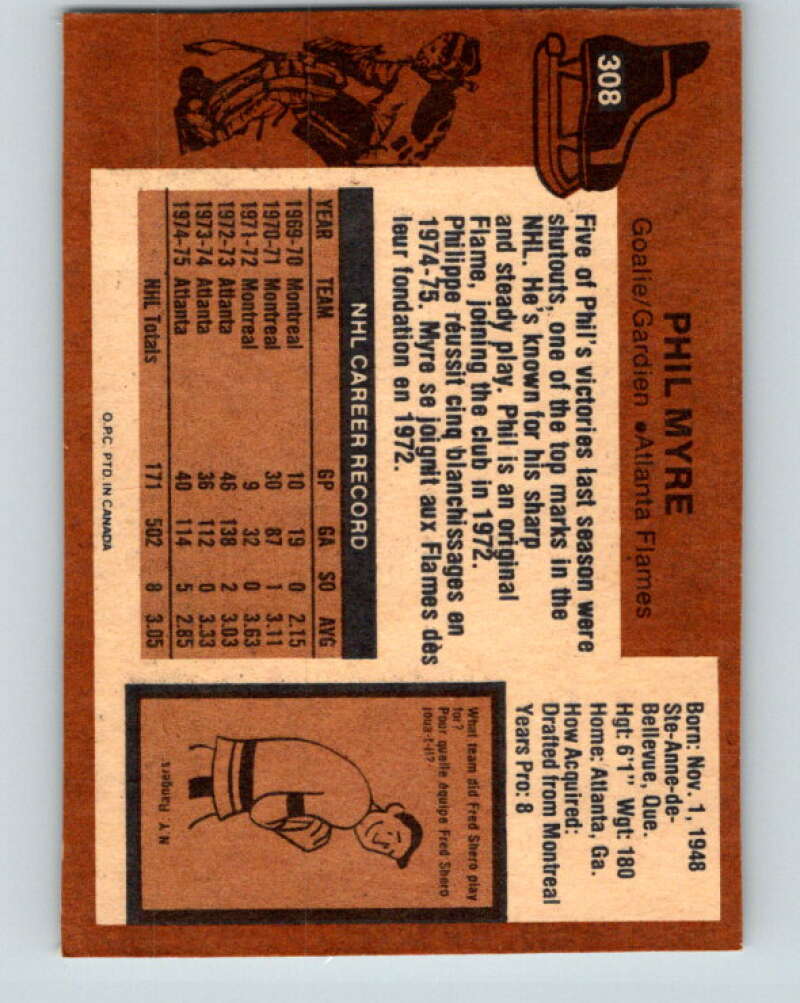 308
PHIL MYRE
Goalie/Gardien •Atlanta Flames
Five of Phil's victories last season were
shutouts, one of the top marks in the
NHL. He's known for his sharp
and steady play. Phil is an original
Flame, joining the club in 1972.
Philippe réussit cinq blanchissages en
1974-75. Myre se joignit aux Flames dès
leur fondation en 1972.
Born: Nov. 1, 1948
Ste-Anne-de-
Bellevue, Que.
Hgt: 6'1" Wgt: 180
Home: Atlanta, Ga.
How Acquired:
Drafted from Montreal
Years Pro: 8
NHL CAREER RECORD
YEAR TEAM GP GA SO AVG
1969-70 Montreal 10 19 0 2.15
1970-71 Montreal 30 87 1 3.11
1971-72 Montreal 9 32 0 3.63
1972-73 Atlanta 46 138 2 3.03
1973-74 Atlanta 36 112 0 3.33
1974-75 Atlanta 40 114 5 2.85
NHL Totals 171 502 8 3.05
What team did Fred Shero play
for?
Pour quelle équipe Fred Shero
joua-t-il?
N.Y. Rangers
O.P.C. PTD. IN CANADA